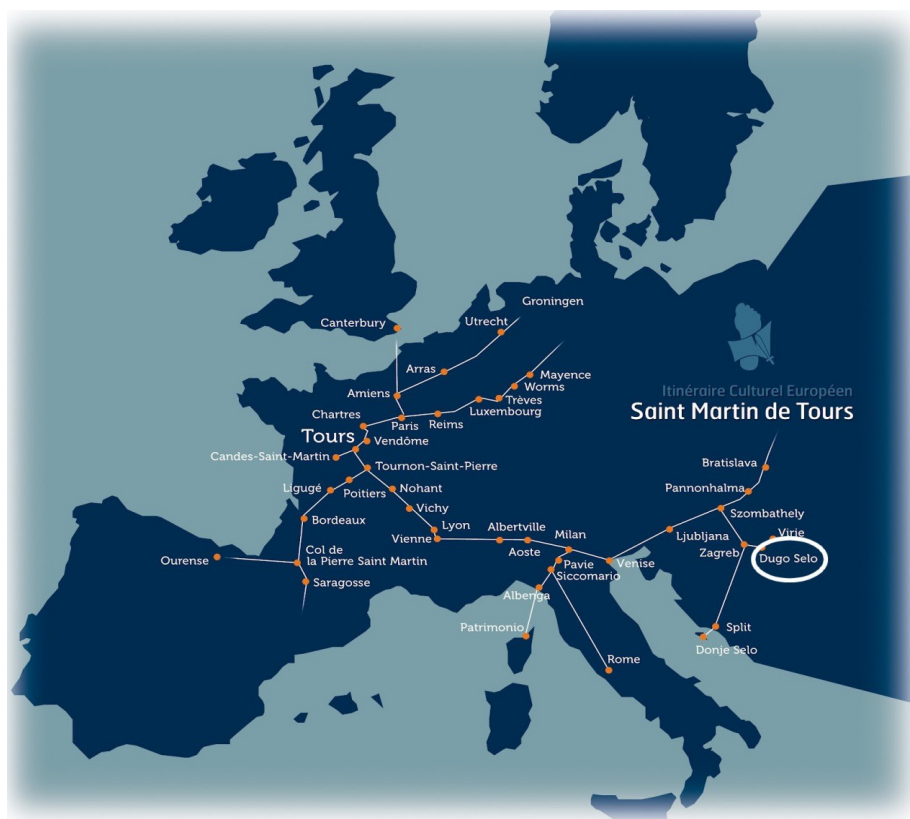 Groningen
Canterbury
Utrecht
Arras
Mayence
Amiens
Worms
Trèves
Luxembourg
Itinéraire Culturel Européen
Saint Martin de Tours
Chartres
Paris
Reims
Tours
Vendôme
Candes-Saint-Martin
Tournon-Saint-Pierre
Bratislava
Ligugé
Poitiers
Nohant
Pannonhalma
Vichy
Bordeaux
Lyon
Albertville
Milan
Szombathely
Vienne
Aoste
Ljubljana
Virje
Zagreb
Dugo Selo
Ourense
Col de
la Pierre Saint Martin
Pavie
Siccomario
Venise
Saragosse
Albenga
Patrimonio
Split
Donje Selo
Rome